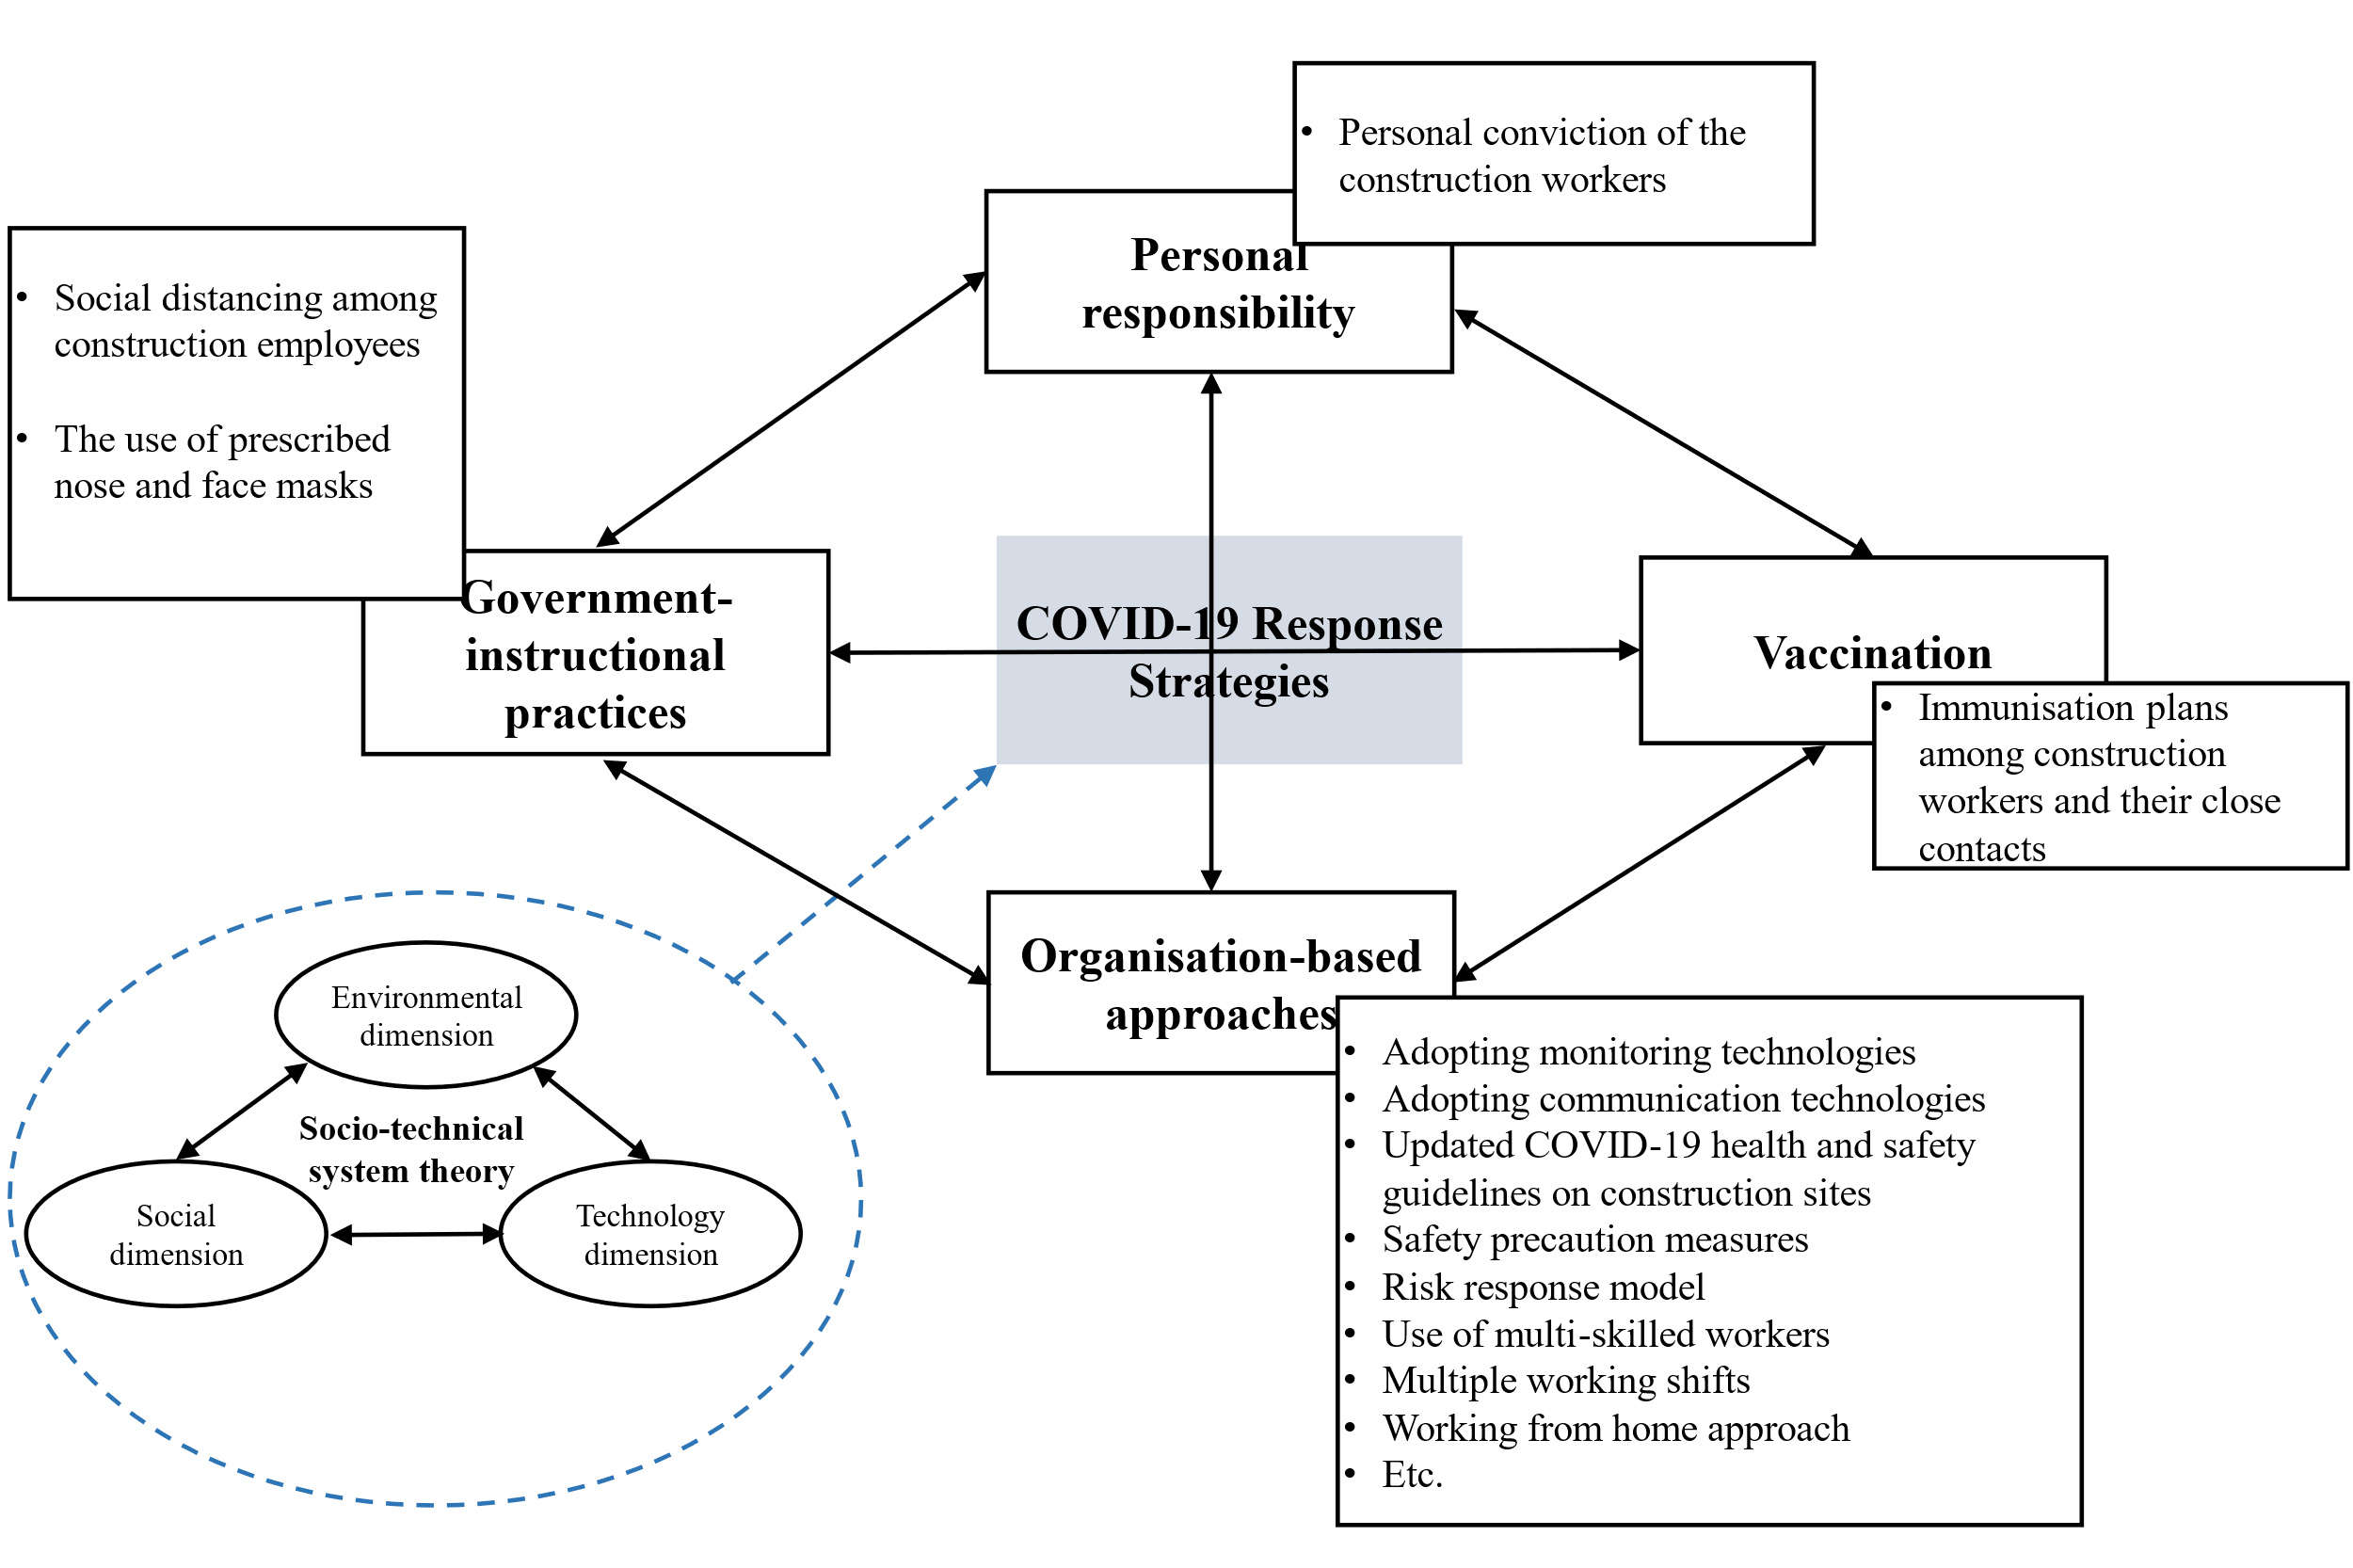 • Personal conviction of the
construction workers
Personal
responsibility
• Social distancing among
construction employees
• The use of prescribed
nose and face masks
Government-
instructional
practices
COVID-19 Response
Strategies
Vaccination
• Immunisation plans
among construction
workers and their close
contacts
Organisation-based
approaches
• Adopting monitoring technologies
• Adopting communication technologies
• Updated COVID-19 health and safety
guidelines on construction sites
• Safety precaution measures
• Risk response model
• Use of multi-skilled workers
• Multiple working shifts
• Working from home approach
• Etc.
Environmental
dimension
Socio-technical
system theory
Social
dimension
Technology
dimension